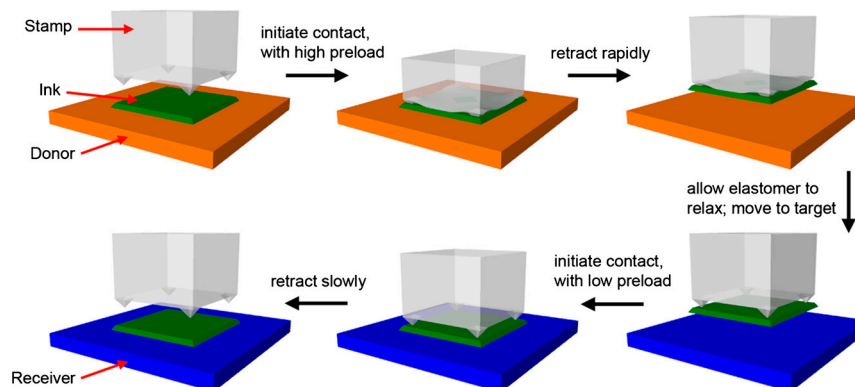 Stamp
Ink
Donor
initiate contact,
with high preload
retract rapidly
allow elastomer to
relax; move to target
initiate contact,
with low preload
retract slowly
Receiver